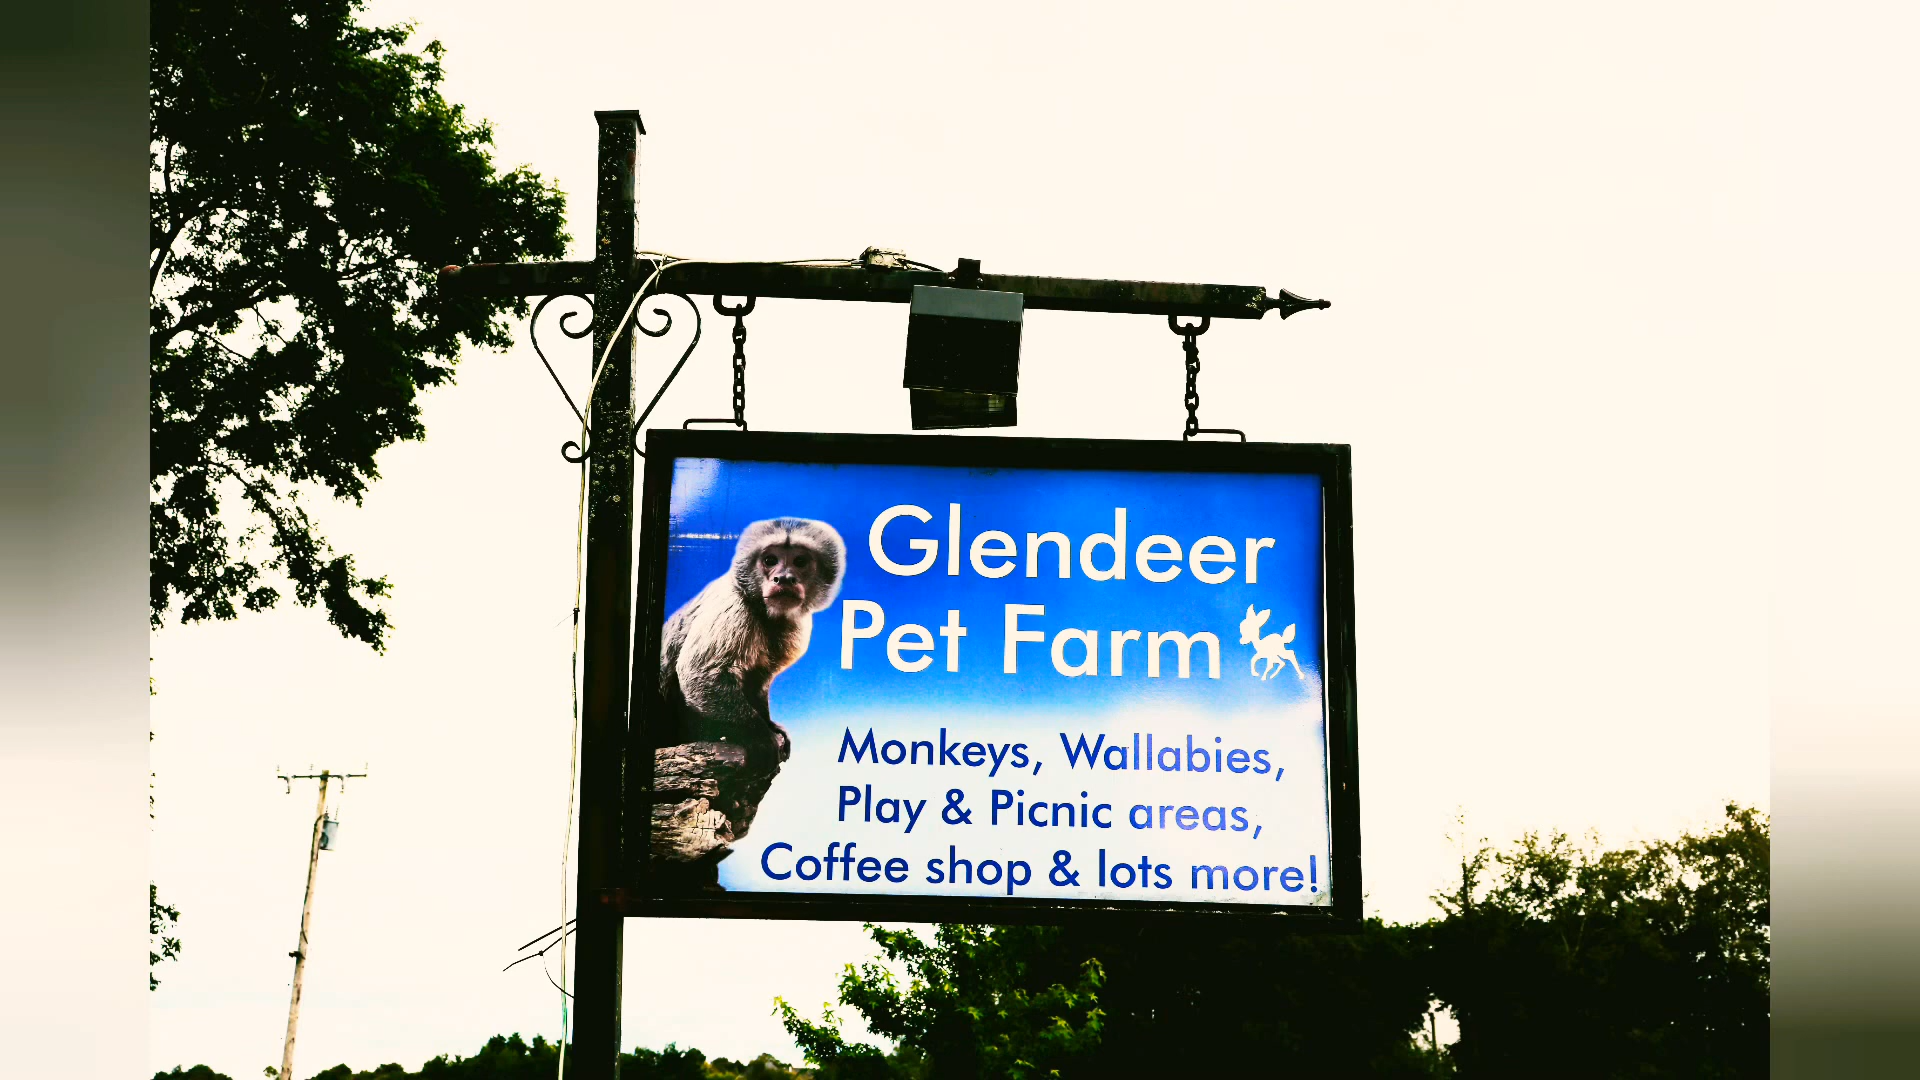 Glendeer
Pet Farm
Monkeys, Wallabies,
Play & Picnic areas,
Coffee shop & lots more!